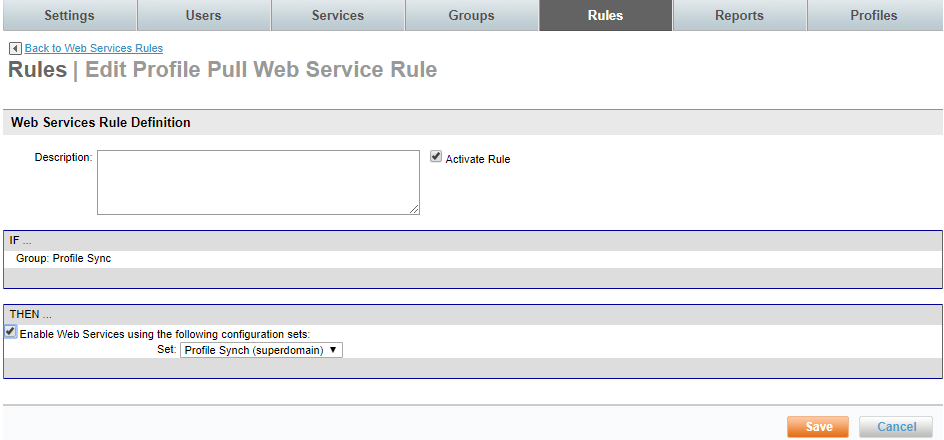 Settings Users Services Groups Rules Reports Profiles
Back to Web Services Rules
Rules | Edit Profile Pull Web Service Rule
Web Services Rule Definition
Description: Activate Rule
IF ...
Group: Profile Sync
THEN ...
Enable Web Services using the following configuration sets:
Set: Profile Synch (superdomain)
Save Cancel